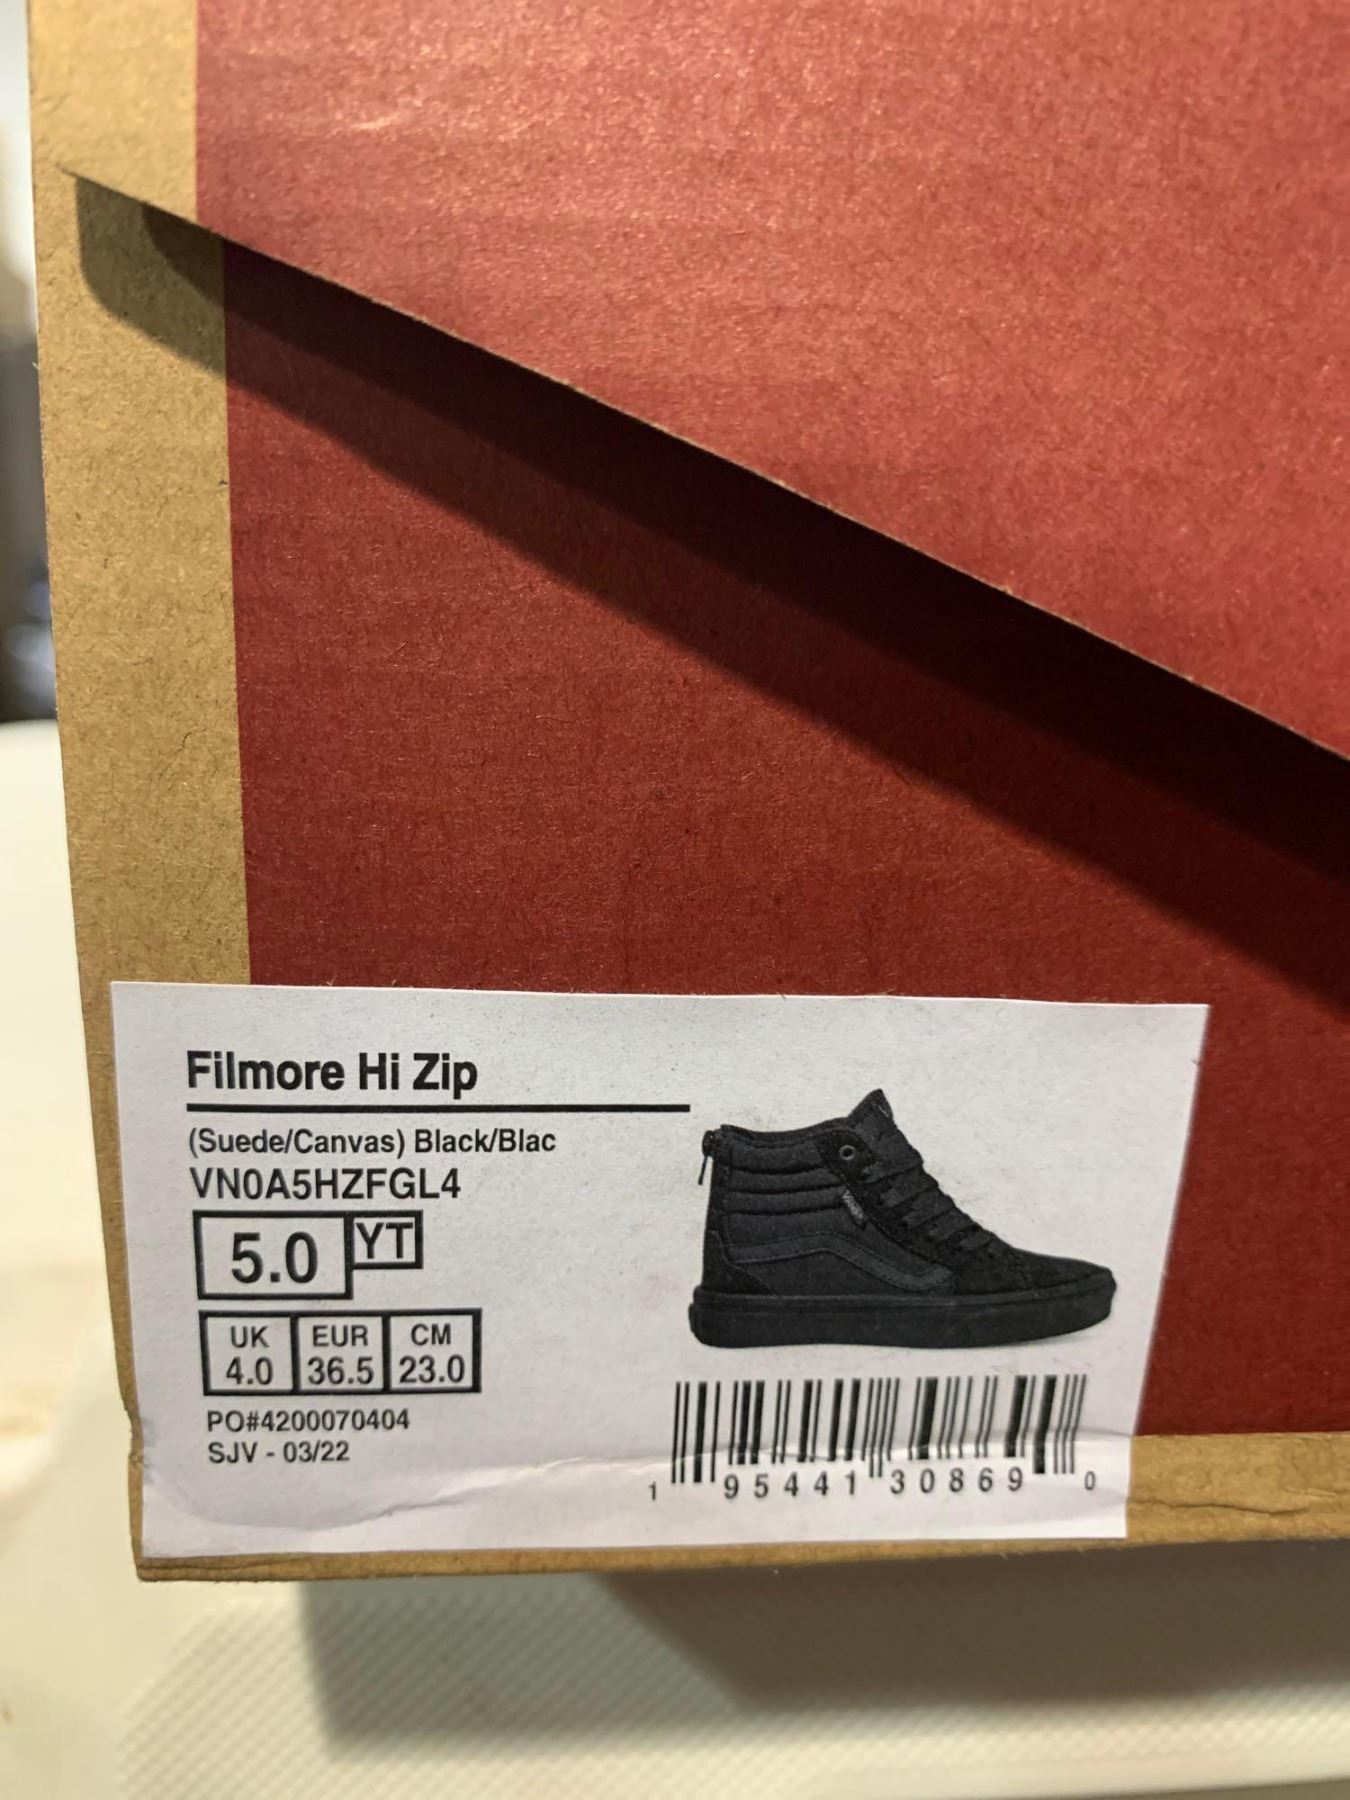 Filmore Hi Zip
(Suede/Canvas) Black/Blac
VN0A5HZFGL4
5.0 YT
UK EUR CM
4.0 36.5 23.0
PO#4200070404
SJV - 03/22
1 95441 30869 0